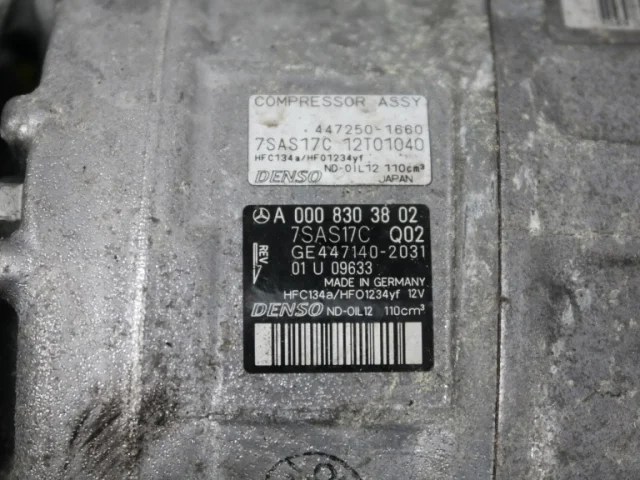 COMPRESSOR ASSY
447250-1660
7SAS17C 12T01040
HFC134a/HFO1234yf
DENSO ND-OIL12 110cm³
JAPAN
A 000 830 38 02
7SAS17C Q02
REV
GE447140-2031
01 U 09633
MADE IN GERMANY
HFC134a/HFO1234yf 12V
DENSO ND-OIL12 110cm³